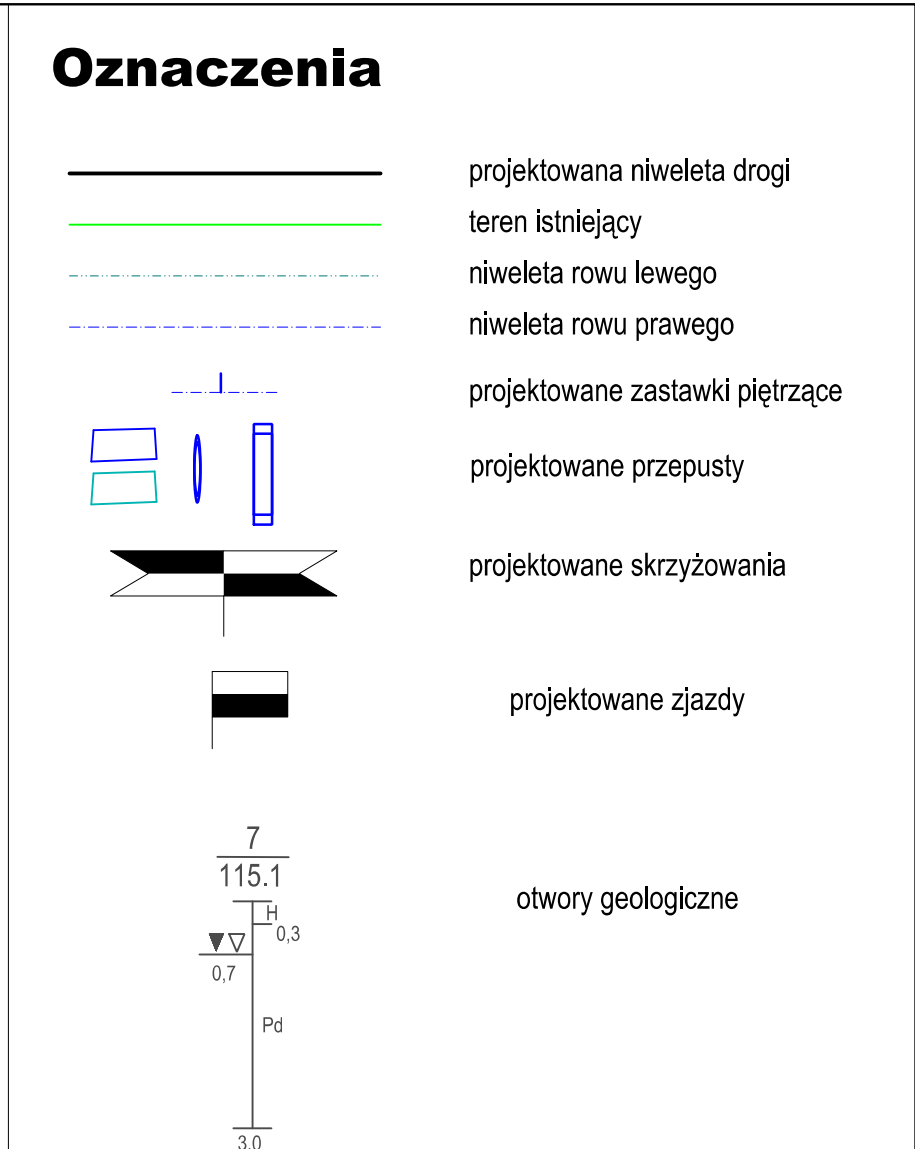 Oznaczenia
projektowana niweleta drogi
teren istniejący
niweleta rowu lewego
niweleta rowu prawego
projektowane zastawki piętrzące
projektowane przepusty
projektowane skrzyżowania
projektowane zjazdy
7
115.1
otwory geologiczne
H
0,3
0,7
Pd
3.0